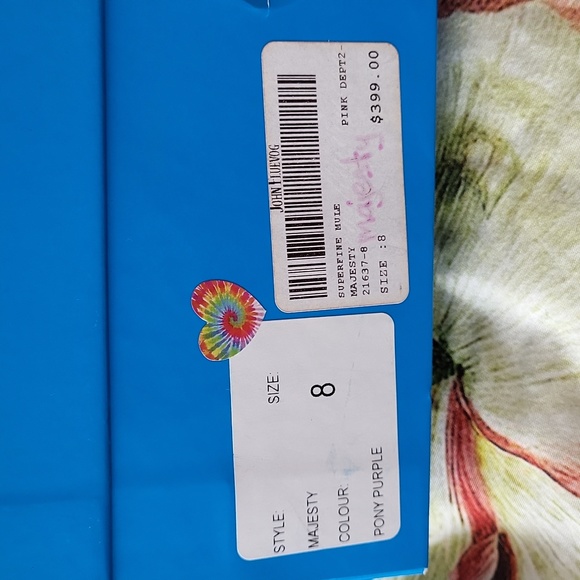 JOHN FLUEVOG
SUPERFINE MULE
MAJESTY PINK DEPT2-
21637-8 majesty
SIZE :8 $399.00
STYLE: SIZE:
MAJESTY 8
COLOUR:
PONY PURPLE